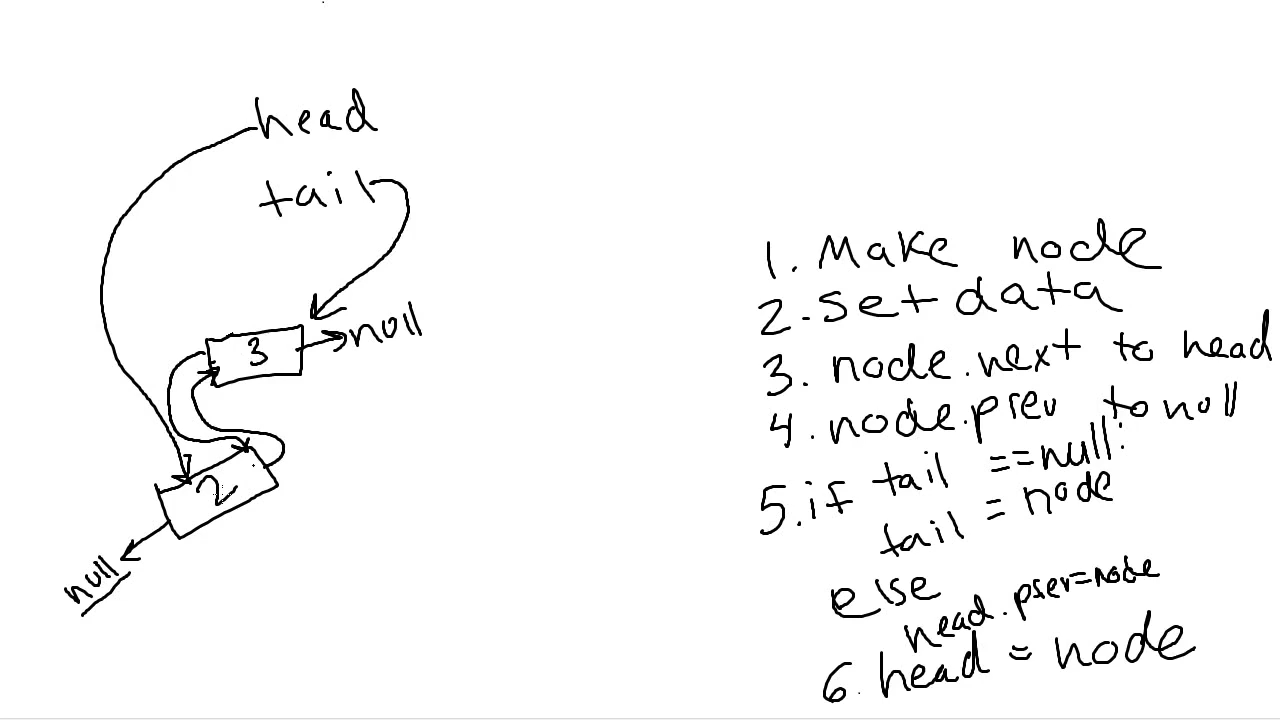 head
tail
3 null
2
null
1. Make node
2. set data
3. node.next to head
4. node.prev to null
5. if tail ==null:
tail = node
else
head.prev=node
6. head = node